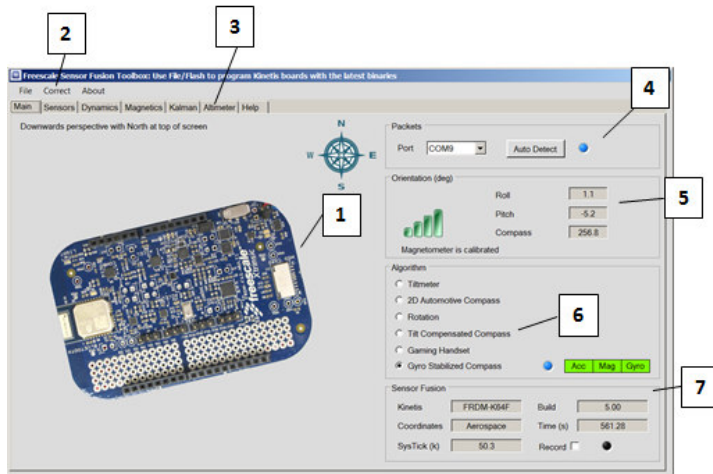 2
3
Freescale Sensor Fusion Toolbox: Use File/Flash to program Kinetis boards with the latest binaries
File Correct About
4
Main Sensors Dynamics Magnetics Kalman Altimeter Help
Downwards perspective with North at top of screen
N
W E
S
Packets
Port COM9 Auto Detect
Orientation (deg)
Roll 1.1
Pitch -5.2
Compass 256.8
Magnetometer is calibrated
5
1
freescale
Algorithm
Tiltmeter
2D Automotive Compass
Rotation
Tilt Compensated Compass
Gaming Handset
Gyro Stabilized Compass
Acc Mag Gyro
6
Sensor Fusion
Kinetis FRDM-K64F Build 5.00
Coordinates Aerospace Time (s) 561.28
SysTick (k) 50.3 Record
7